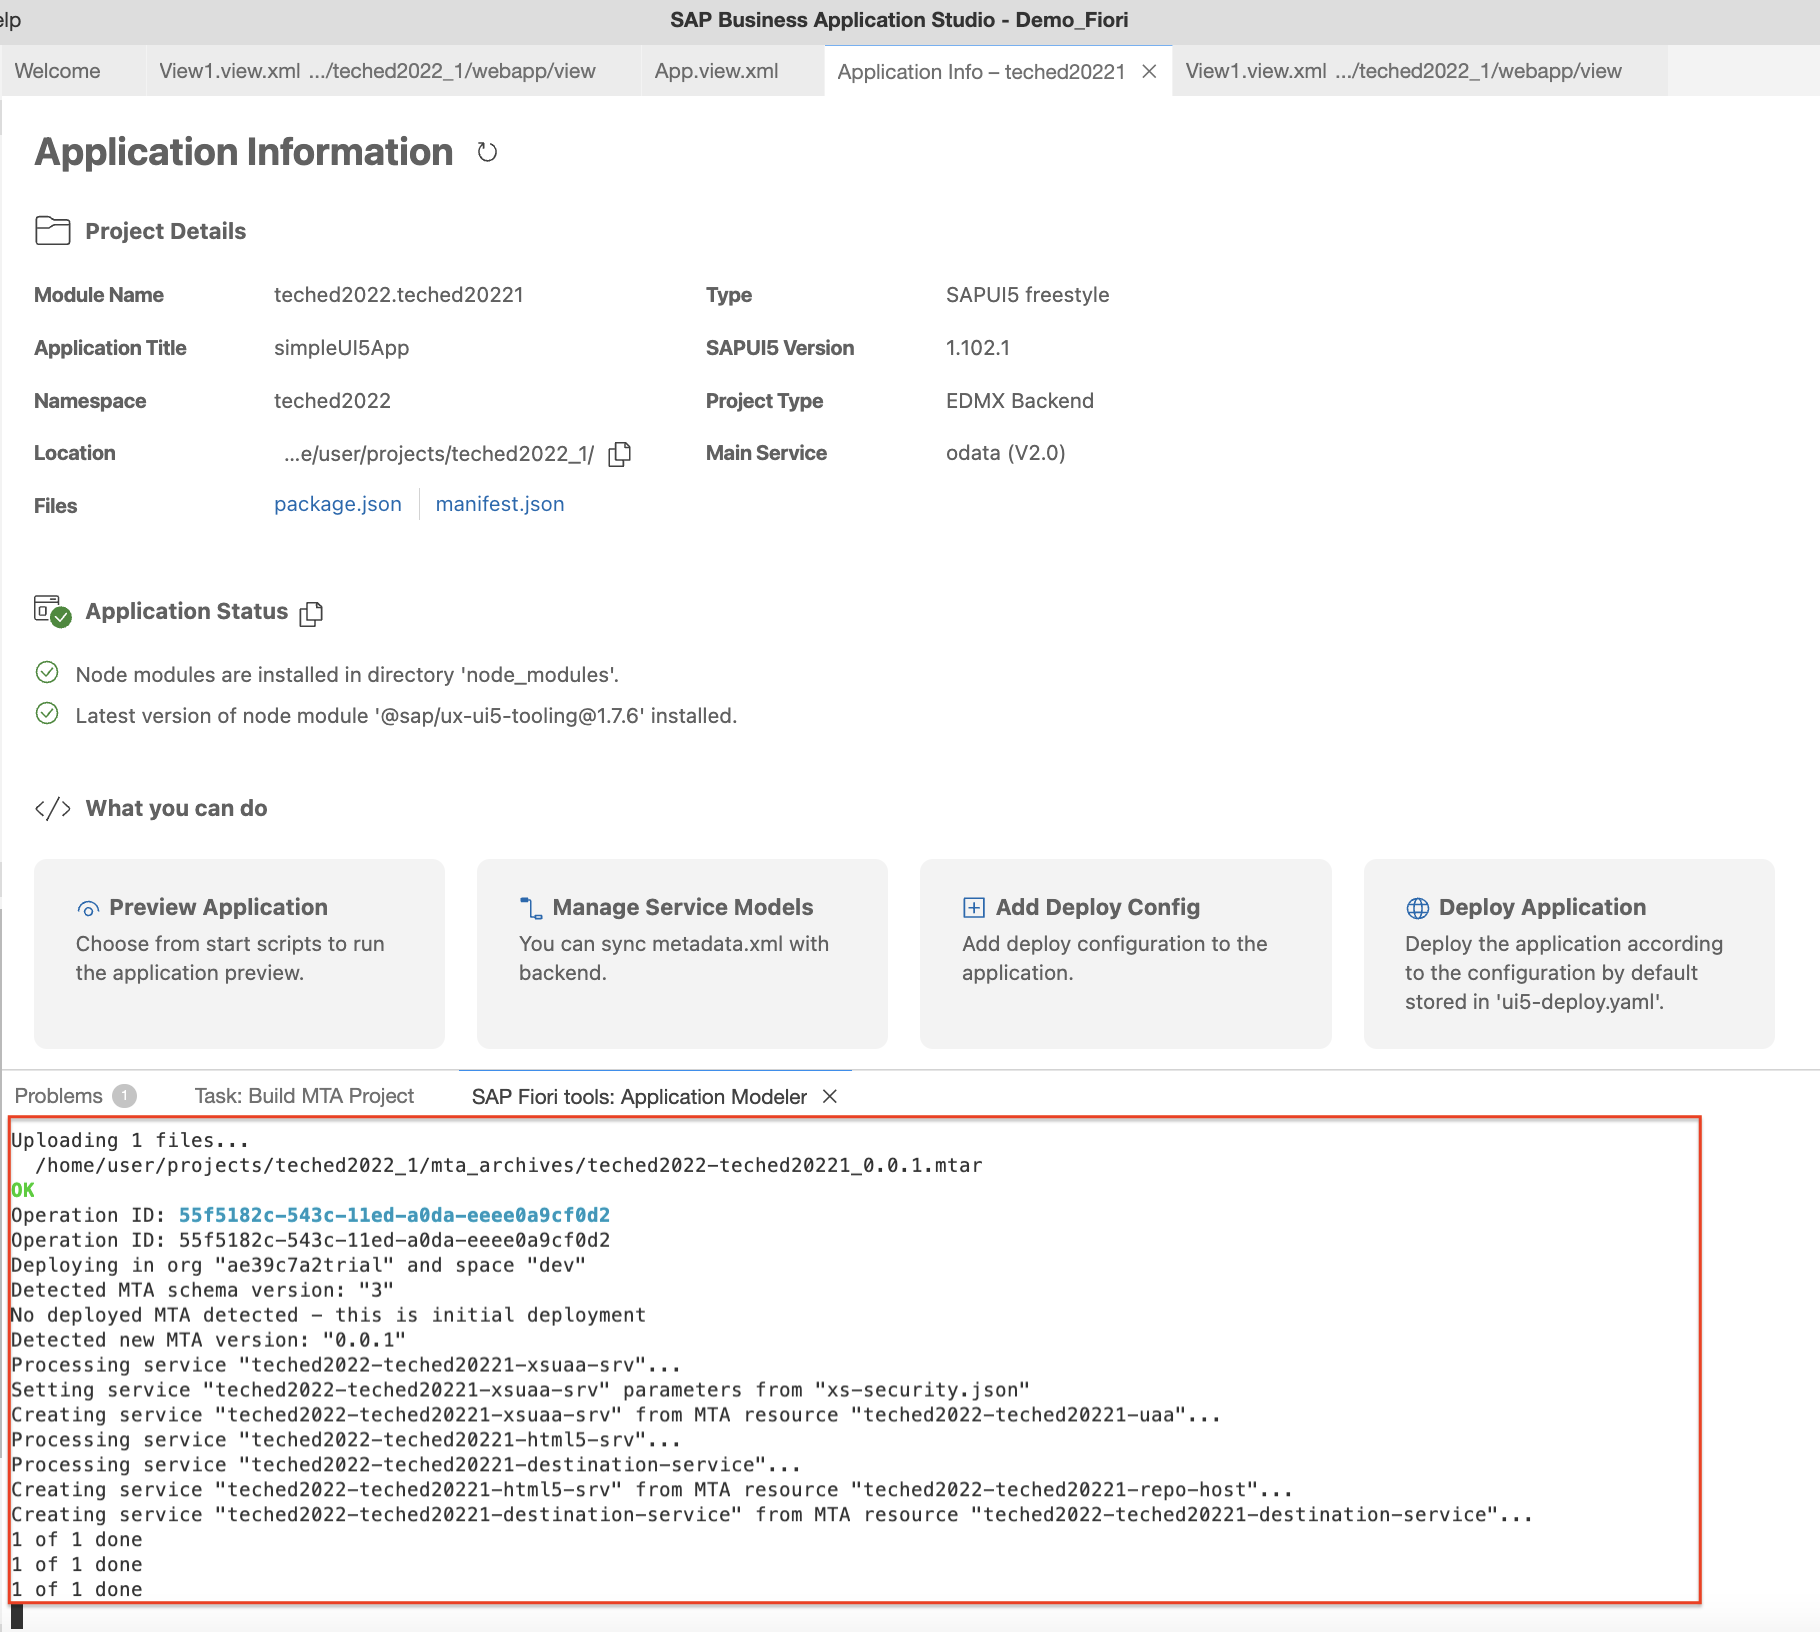 elp
SAP Business Application Studio - Demo_Fiori
Welcome
View1.view.xml .../teched2022_1/webapp/view
App.view.xml
Application Info – teched20221
View1.view.xml .../teched2022_1/webapp/view
Application Information
Project Details
Module Name teched2022.teched20221 Type SAPUI5 freestyle
Application Title simpleUI5App SAPUI5 Version 1.102.1
Namespace teched2022 Project Type EDMX Backend
Location ...e/user/projects/teched2022_1/ Main Service odata (V2.0)
Files package.json manifest.json
Application Status
Node modules are installed in directory 'node_modules'.
Latest version of node module '@sap/ux-ui5-tooling@1.7.6' installed.
</> What you can do
Preview Application
Choose from start scripts to run
the application preview.
Manage Service Models
You can sync metadata.xml with
backend.
Add Deploy Config
Add deploy configuration to the
application.
Deploy Application
Deploy the application according
to the configuration by default
stored in 'ui5-deploy.yaml'.
Problems 1 Task: Build MTA Project SAP Fiori tools: Application Modeler
Uploading 1 files...
/home/user/projects/teched2022_1/mta_archives/teched2022-teched20221_0.0.1.mtar
OK
Operation ID: 55f5182c-543c-11ed-a0da-eeee0a9cf0d2
Operation ID: 55f5182c-543c-11ed-a0da-eeee0a9cf0d2
Deploying in org "ae39c7a2trial" and space "dev"
Detected MTA schema version: "3"
No deployed MTA detected – this is initial deployment
Detected new MTA version: "0.0.1"
Processing service "teched2022-teched20221-xsuaa-srv"...
Setting service "teched2022-teched20221-xsuaa-srv" parameters from "xs-security.json"
Creating service "teched2022-teched20221-xsuaa-srv" from MTA resource "teched2022-teched20221-uaa"...
Processing service "teched2022-teched20221-html5-srv"...
Processing service "teched2022-teched20221-destination-service"...
Creating service "teched2022-teched20221-html5-srv" from MTA resource "teched2022-teched20221-repo-host"...
Creating service "teched2022-teched20221-destination-service" from MTA resource "teched2022-teched20221-destination-service"...
1 of 1 done
1 of 1 done
1 of 1 done